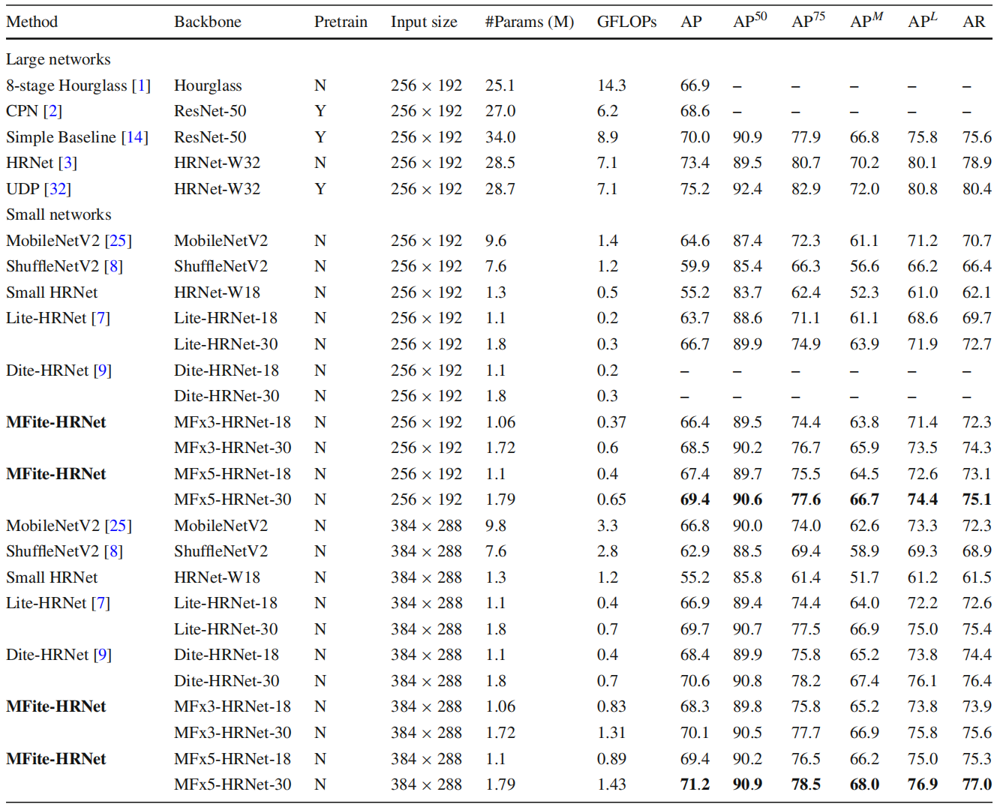 Method Backbone Pretrain Input size #Params (M) GFLOPs AP AP50 AP75 APM APL AR
Large networks
8-stage Hourglass [1] Hourglass N 256 × 192 25.1 14.3 66.9 – – – – –
CPN [2] ResNet-50 Y 256 × 192 27.0 6.2 68.6 – – – – –
Simple Baseline [14] ResNet-50 Y 256 × 192 34.0 8.9 70.0 90.9 77.9 66.8 75.8 75.6
HRNet [3] HRNet-W32 N 256 × 192 28.5 7.1 73.4 89.5 80.7 70.2 80.1 78.9
UDP [32] HRNet-W32 Y 256 × 192 28.7 7.1 75.2 92.4 82.9 72.0 80.8 80.4
Small networks
MobileNetV2 [25] MobileNetV2 N 256 × 192 9.6 1.4 64.6 87.4 72.3 61.1 71.2 70.7
ShuffleNetV2 [8] ShuffleNetV2 N 256 × 192 7.6 1.2 59.9 85.4 66.3 56.6 66.2 66.4
Small HRNet HRNet-W18 N 256 × 192 1.3 0.5 55.2 83.7 62.4 52.3 61.0 62.1
Lite-HRNet [7] Lite-HRNet-18 N 256 × 192 1.1 0.2 63.7 88.6 71.1 61.1 68.6 69.7
Lite-HRNet-30 N 256 × 192 1.8 0.3 66.7 89.9 74.9 63.9 71.9 72.7
Dite-HRNet [9] Dite-HRNet-18 N 256 × 192 1.1 0.2 – – – – – –
Dite-HRNet-30 N 256 × 192 1.8 0.3 – – – – – –
MFite-HRNet MFx3-HRNet-18 N 256 × 192 1.06 0.37 66.4 89.5 74.4 63.8 71.4 72.3
MFx3-HRNet-30 N 256 × 192 1.72 0.6 68.5 90.2 76.7 65.9 73.5 74.3
MFite-HRNet MFx5-HRNet-18 N 256 × 192 1.1 0.4 67.4 89.7 75.5 64.5 72.6 73.1
MFx5-HRNet-30 N 256 × 192 1.79 0.65 69.4 90.6 77.6 66.7 74.4 75.1
MobileNetV2 [25] MobileNetV2 N 384 × 288 9.8 3.3 66.8 90.0 74.0 62.6 73.3 72.3
ShuffleNetV2 [8] ShuffleNetV2 N 384 × 288 7.6 2.8 62.9 88.5 69.4 58.9 69.3 68.9
Small HRNet HRNet-W18 N 384 × 288 1.3 1.2 55.2 85.8 61.4 51.7 61.2 61.5
Lite-HRNet [7] Lite-HRNet-18 N 384 × 288 1.1 0.4 66.9 89.4 74.4 64.0 72.2 72.6
Lite-HRNet-30 N 384 × 288 1.8 0.7 69.7 90.7 77.5 66.9 75.0 75.4
Dite-HRNet [9] Dite-HRNet-18 N 384 × 288 1.1 0.4 68.4 89.9 75.8 65.2 73.8 74.4
Dite-HRNet-30 N 384 × 288 1.8 0.7 70.6 90.8 78.2 67.4 76.1 76.4
MFite-HRNet MFx3-HRNet-18 N 384 × 288 1.06 0.83 68.3 89.8 75.8 65.2 73.8 73.9
MFx3-HRNet-30 N 384 × 288 1.72 1.31 70.1 90.5 77.7 66.9 75.8 75.6
MFite-HRNet MFx5-HRNet-18 N 384 × 288 1.1 0.89 69.4 90.2 76.5 66.2 75.0 75.3
MFx5-HRNet-30 N 384 × 288 1.79 1.43 71.2 90.9 78.5 68.0 76.9 77.0